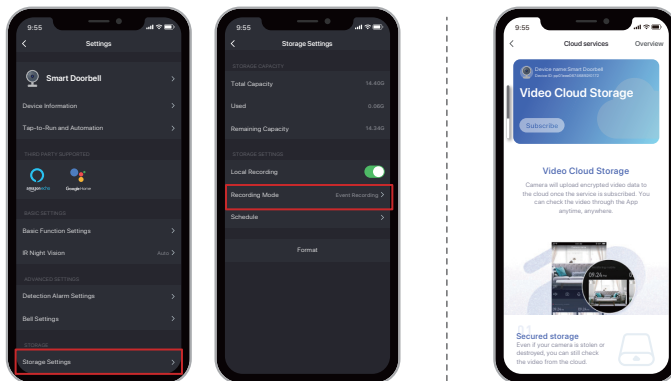 9:55
Settings
Smart Doorbell
Device Information
Tap-to-Run and Automation
THIRD-PARTY SUPPORTED
amazon echo
Google Home
BASIC SETTINGS
Basic Function Settings
IR Night Vision
Auto
ADVANCED SETTINGS
Detection Alarm Settings
Bell Settings
STORAGE
Storage Settings
9:55
Storage Settings
STORAGE CAPACITY
Total Capacity
14.40G
Used
Remaining Capacity
14.34G
STORAGE SETTINGS
Local Recording
Recording Mode
Event Recording
Schedule
Format
9:55
Cloud services
Overview
Device name:Smart Doorbell
Video Cloud Storage
Subscribe
Video Cloud Storage
Camera will upload encrypted video data to
the cloud once the service is subscribed. You
can check the video through the App
anytime, anywhere.
09:24
01
Secured storage
Even if your camera is stolen or
destroyed, you can still check
the video from the cloud.